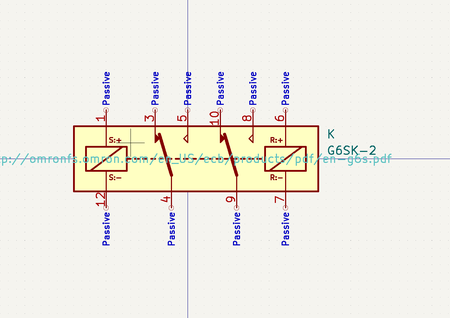 Passive Passive Passive Passive Passive Passive
1 3 5 10 8 6
K
S:+ R:+
G6SK-2
p://omronfs.omron.com/en_US/ecb/products/pdf/en-g6s.pdf
S:- R:-
12 4 9 7
Passive Passive Passive Passive